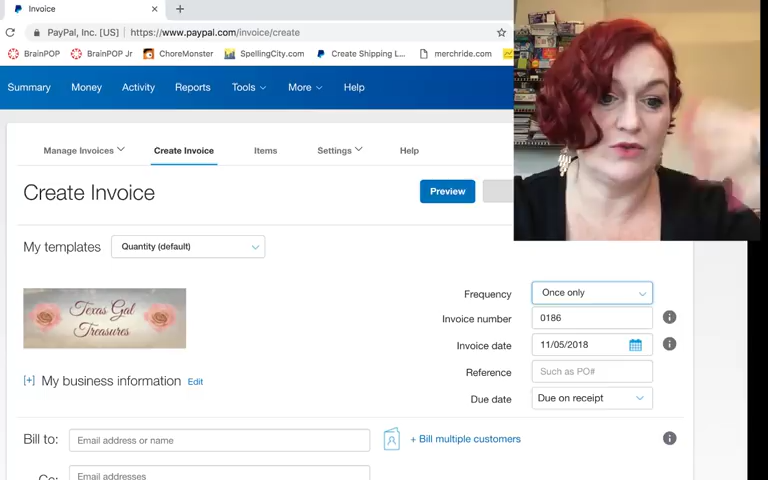 Invoice
PayPal, Inc. [US]
https://www.paypal.com/invoice/create
BrainPOP
BrainPOP Jr
ChoreMonster
SpellingCity.com
Create Shipping L...
merchride.com
Summary
Money
Activity
Reports
Tools
More
Help
Manage Invoices
Create Invoice
Items
Settings
Help
Create Invoice
Preview
My templates
Quantity (default)
Texas Gal
Treasures
Frequency
Once only
Invoice number
0186
Invoice date
11/05/2018
Reference
Such as PO#
[+] My business information Edit
Due date
Due on receipt
Bill to:
Email address or name
+ Bill multiple customers
Cc:
Email addresses